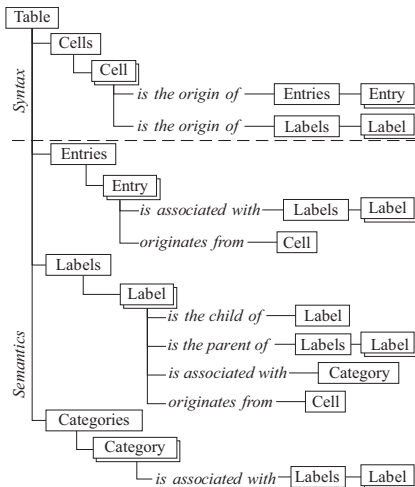 Table
Cells
Cell
is the origin of Entries Entry
is the origin of Labels Label
Syntax
Entries
Entry
is associated with Labels Label
originates from Cell
Labels
Label
is the child of Label
is the parent of Labels Label
is associated with Category
originates from Cell
Semantics
Categories
Category
is associated with Labels Label